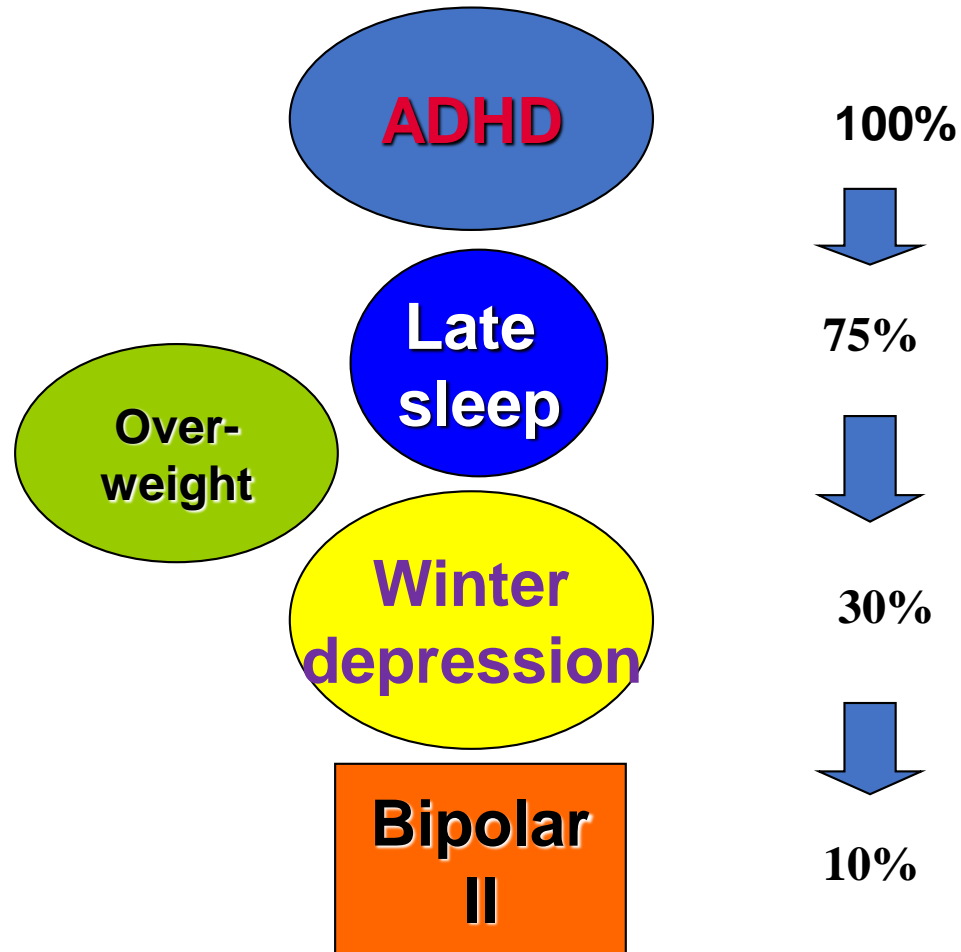 ADHD
100%
Late
sleep
75%
Over-
weight
Winter
depression
30%
Bipolar
II
10%